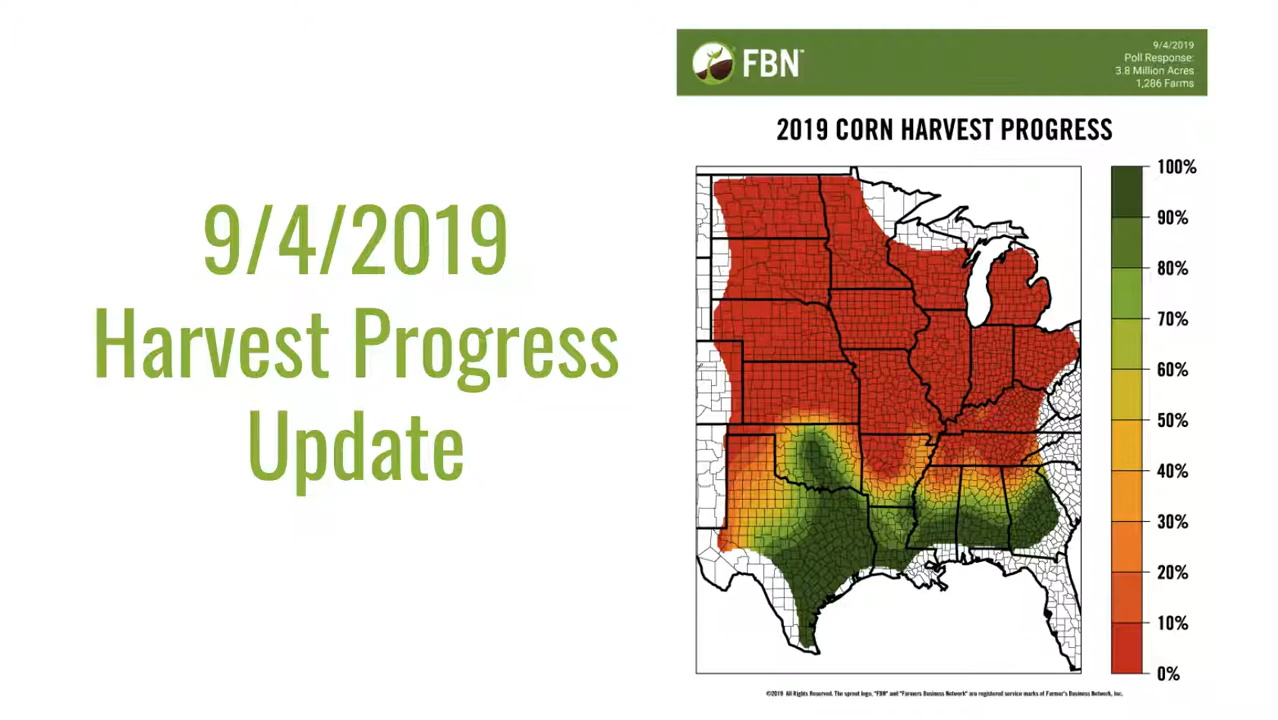 9/4/2019
Harvest Progress
Update
FBN™
9/4/2019
Poll Response:
3.8 Million Acres
1,286 Farms
2019 CORN HARVEST PROGRESS
100%
90%
80%
70%
60%
50%
40%
30%
20%
10%
0%
©2019 All Rights Reserved. The sprout logo, "FBN" and "Farmers Business Network" are registered service marks of Farmer's Business Network, Inc.